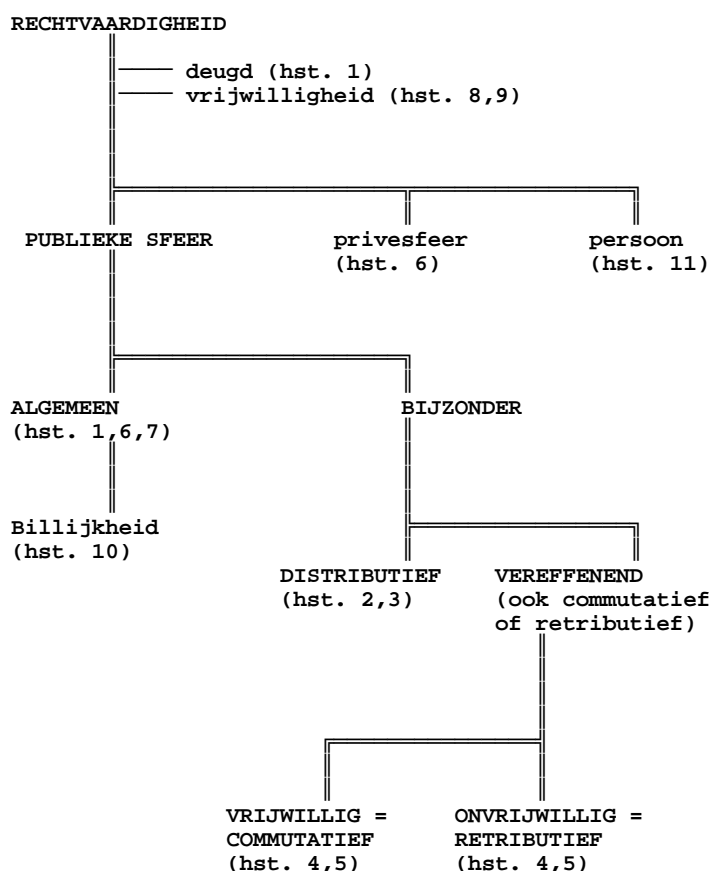 RECHTVAARDIGHEID
deugd (hst. 1)
vrijwilligheid (hst. 8,9)
PUBLIEKE SFEER privesfeer persoon
(hst. 6) (hst. 11)
ALGEMEEN BIJZONDER
(hst. 1,6,7)
Billijkheid
(hst. 10)
DISTRIBUTIEF VEREFFENEND
(hst. 2,3) (ook commutatief
of retributief)
VRIJWILLIG = ONVRIJWILLIG =
COMMUTATIEF RETRIBUTIEF
(hst. 4,5) (hst. 4,5)